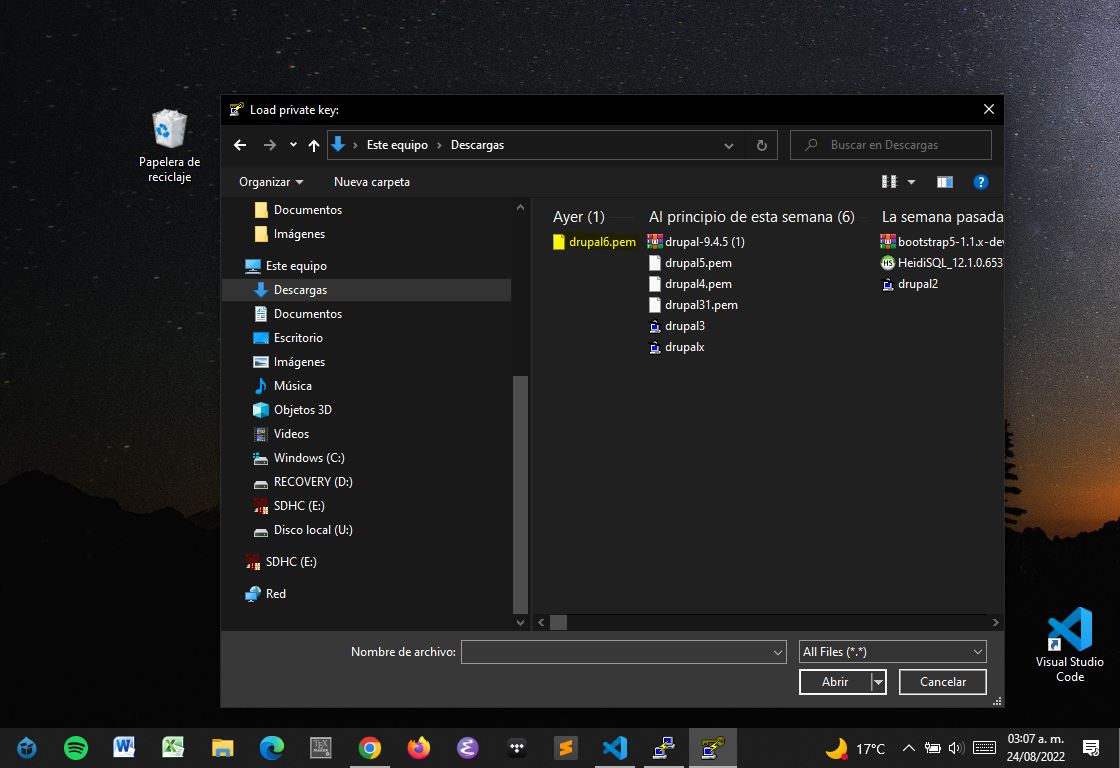 Papelera de
reciclaje
Load private key:
Este equipo › Descargas
Buscar en Descargas
Organizar
Nueva carpeta
Documentos
Imágenes
Este equipo
Descargas
Documentos
Escritorio
Imágenes
Música
Objetos 3D
Videos
Windows (C:)
RECOVERY (D:)
SDHC (E:)
Disco local (U:)
SDHC (E:)
Red
Ayer (1)
drupal6.pem
Al principio de esta semana (6)
drupal-9.4.5 (1)
drupal5.pem
drupal4.pem
drupal31.pem
drupal3
drupalx
La semana pasada
bootstrap5-1.1.x-dev
HeidiSQL_12.1.0.653
drupal2
Nombre de archivo:
All Files (*.*)
Abrir
Cancelar
Visual Studio
Code
17°C
03:07 a. m.
24/08/2022